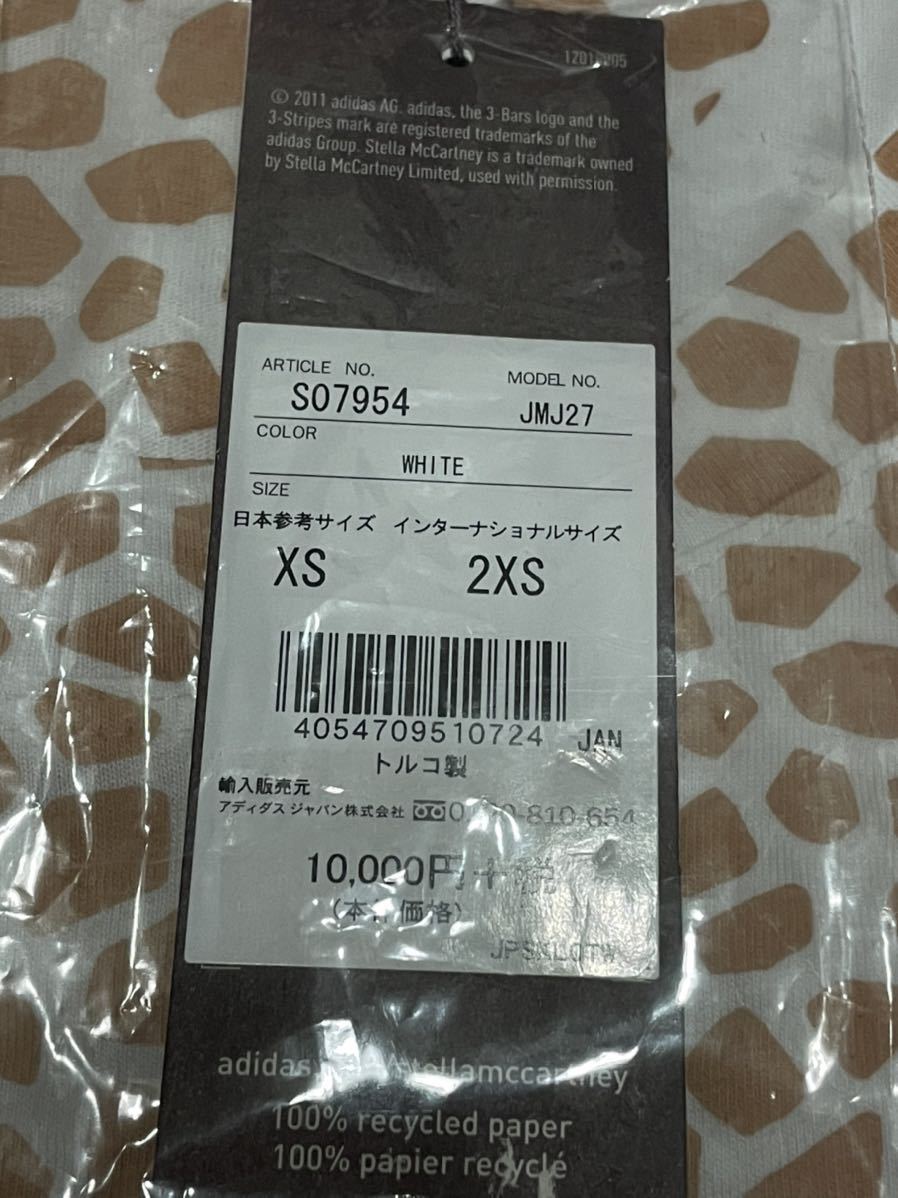 © 2011 adidas AG. adidas, the 3-Bars logo and the
3-Stripes mark are registered trademarks of the
adidas Group. Stella McCartney is a trademark owned
by Stella McCartney Limited, used with permission.
ARTICLE NO.
MODEL NO.
S07954
JMJ27
COLOR
WHITE
SIZE
日本参考サイズ インターナショナルサイズ
XS
2XS
4054709510724 JAN
トルコ製
輸入販売元
アディダス ジャパン株式会社
10,000円+税
(本体価格)
100% recycled paper
100% papier recyclé